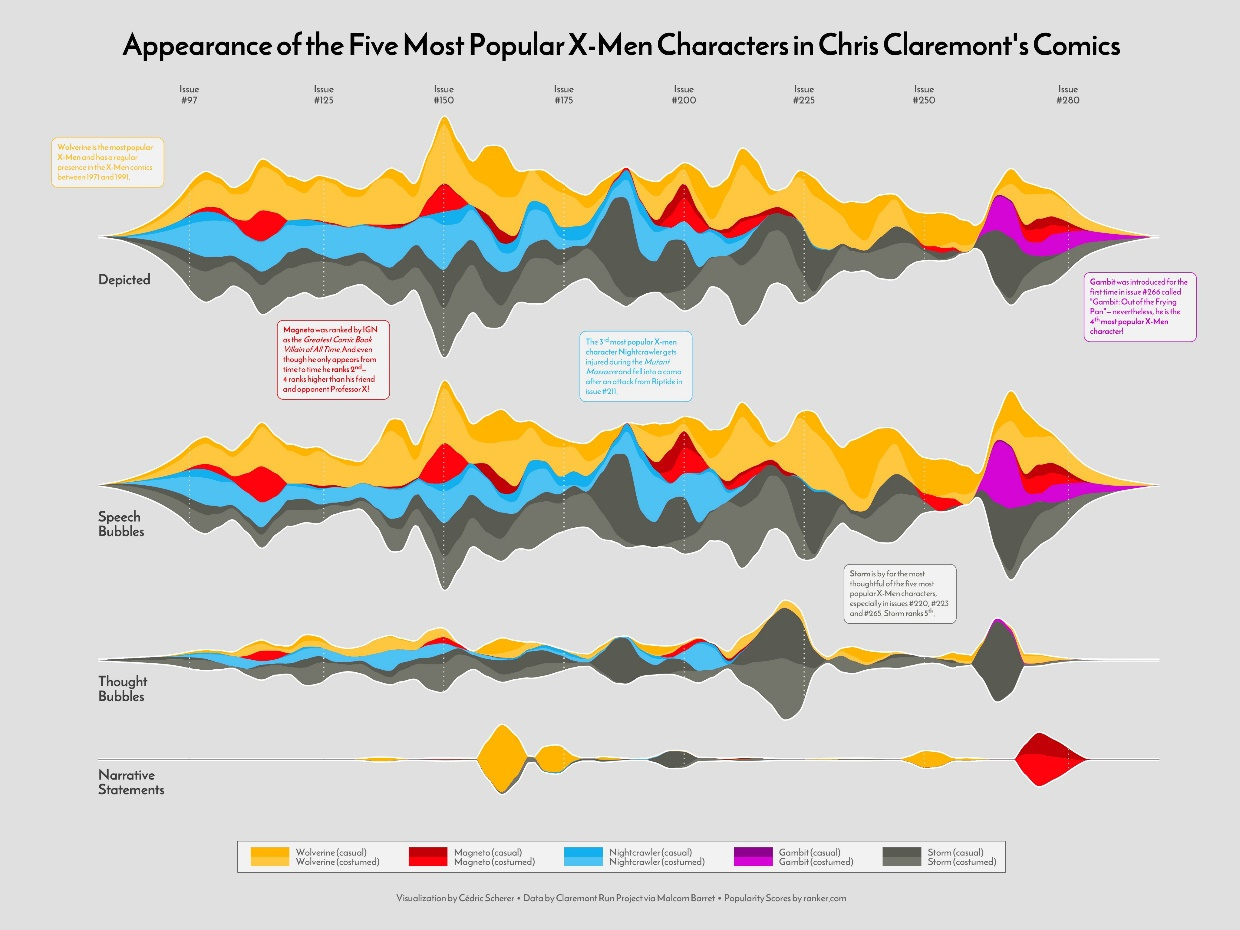 Appearance of the Five Most Popular X-Men Characters in Chris Claremont's Comics
Issue
#97
Issue
#125
Issue
#150
Issue
#175
Issue
#200
Issue
#225
Issue
#250
Issue
#280
Wolverine is the most popular
X-Men and has a regular
presence in the X-Men comics
between 1971 and 1991.
Depicted
Gambit was introduced for the
first time in issue #266 called
"Gambit: Out of the Frying
Pan" – nevertheless, he is the
4th most popular X-Men
character!
Magneto was ranked by IGN
as the Greatest Comic Book
Villain of All Time. And even
though he only appears from
time to time he ranks 2nd –
4 ranks higher than his friend
and opponent Professor X!
The 3rd most popular X-men
character Nightcrawler gets
injured during the Mutant
Massacre and fell into a coma
after an attack from Riptide in
issue #211.
Speech
Bubbles
Storm is by far the most
thoughtful of the five most
popular X-Men characters,
especially in issues #220, #223
and #265. Storm ranks 5th.
Thought
Bubbles
Narrative
Statements
Wolverine (casual)
Wolverine (costumed)
Magneto (casual)
Magneto (costumed)
Nightcrawler (casual)
Nightcrawler (costumed)
Gambit (casual)
Gambit (costumed)
Storm (casual)
Storm (costumed)
Visualization by Cédric Scherer • Data by Claremont Run Project via Malcom Barret • Popularity Scores by ranker.com